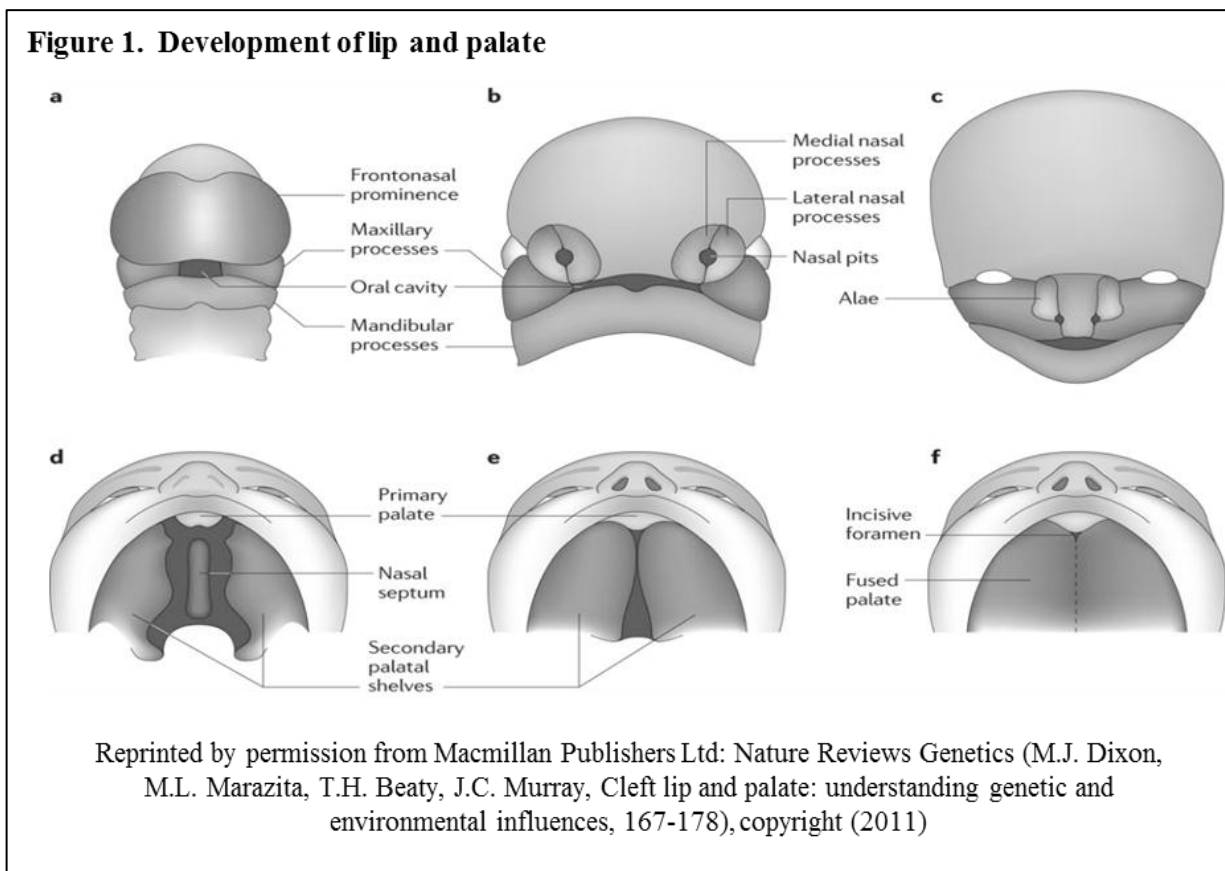 Figure 1. Development of lip and palate
a
b
c
Frontonasal
prominence
Maxillary
processes
Oral cavity
Mandibular
processes
Medial nasal
processes
Lateral nasal
processes
Nasal pits
Alae
d
e
f
Primary
palate
Nasal
septum
Secondary
palatal
shelves
Incisive
foramen
Fused
palate
Reprinted by permission from Macmillan Publishers Ltd: Nature Reviews Genetics (M.J. Dixon,
M.L. Marazita, T.H. Beaty, J.C. Murray, Cleft lip and palate: understanding genetic and
environmental influences, 167-178), copyright (2011)